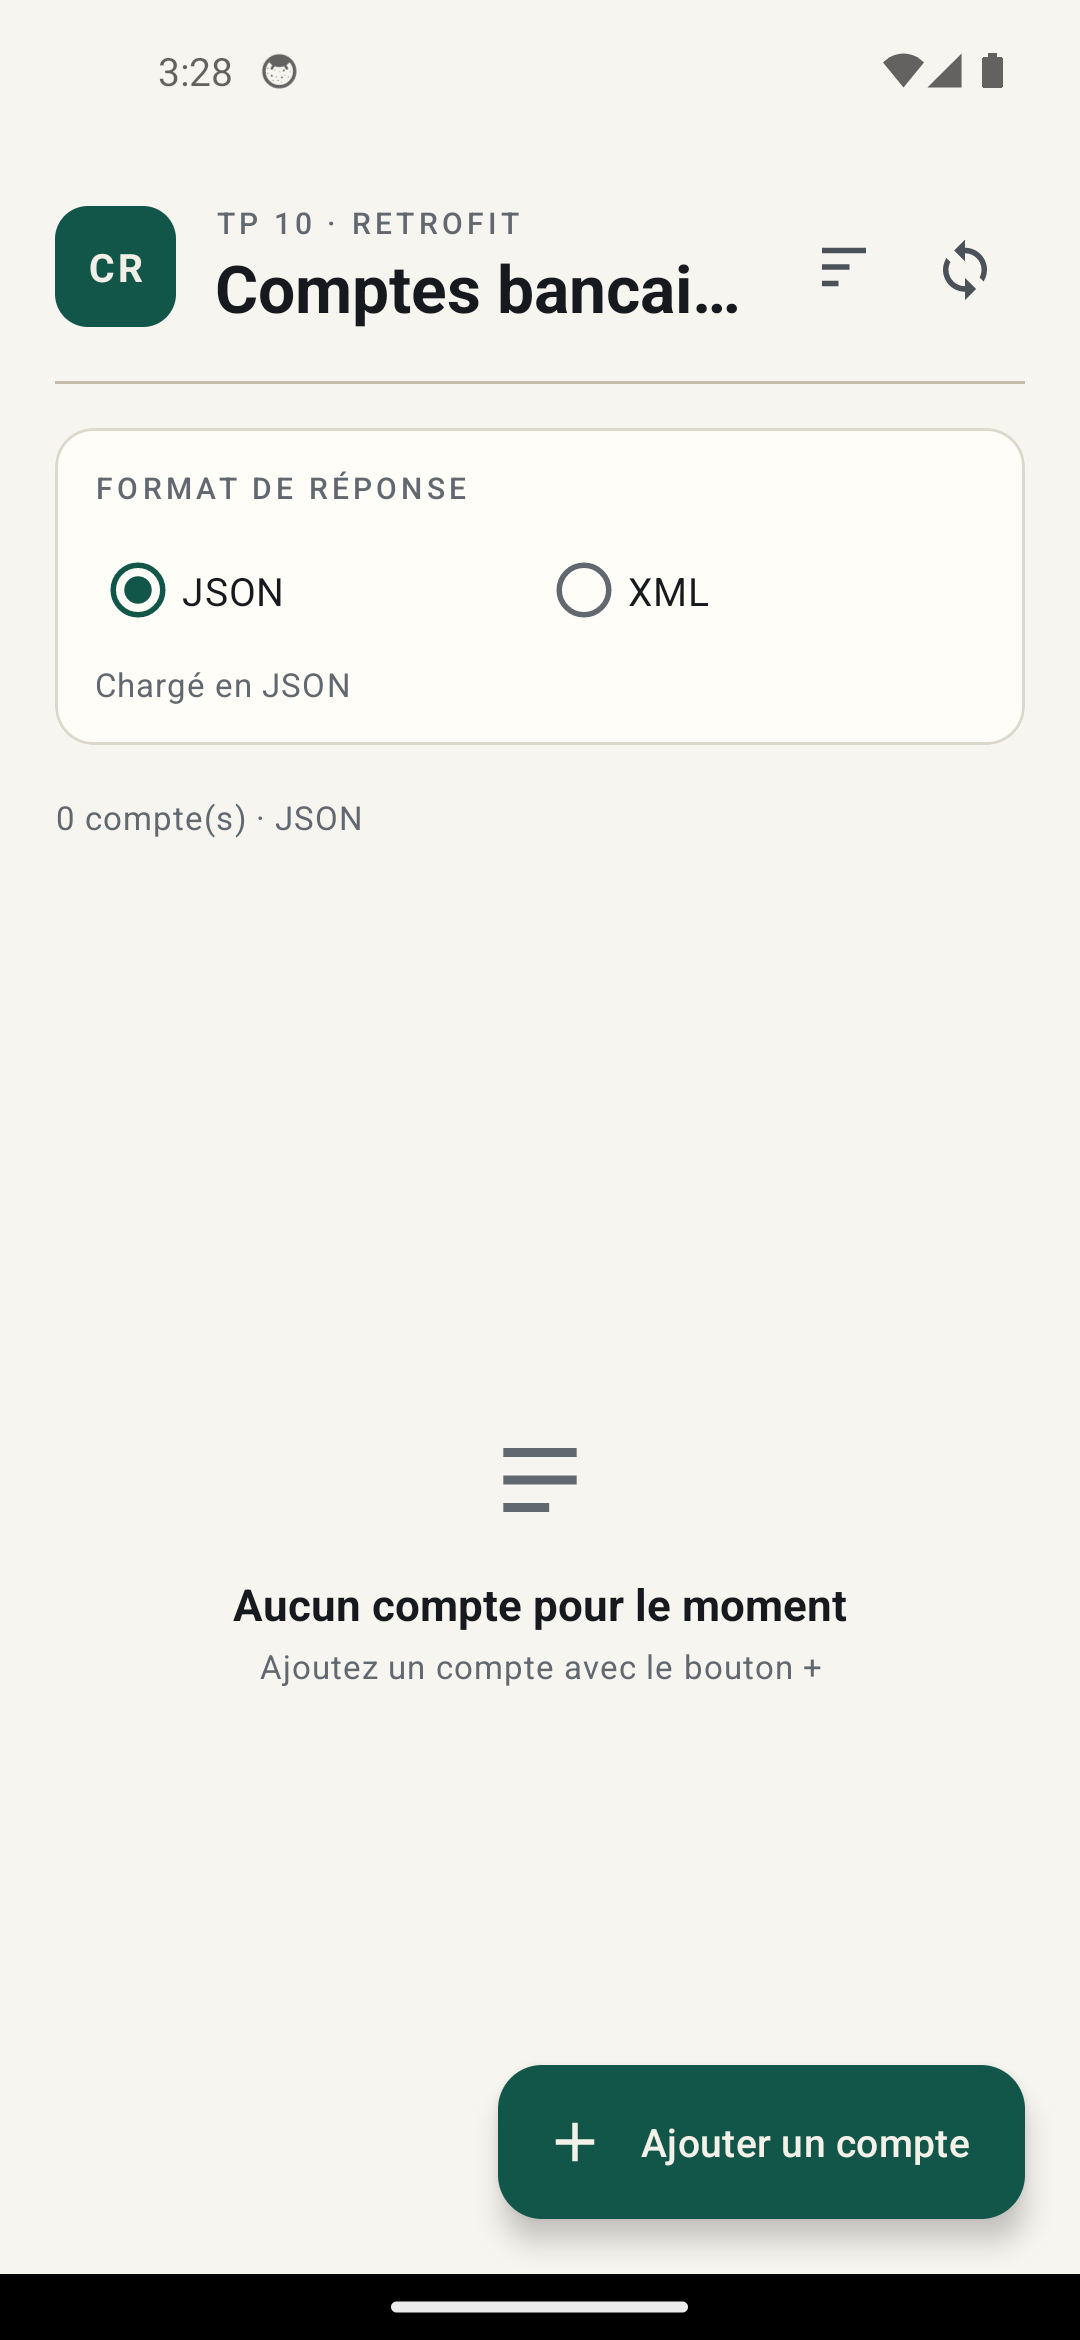 3:28
CR
TP 10 · RETROFIT
Comptes bancai...
FORMAT DE RÉPONSE
JSON
XML
Chargé en JSON
0 compte(s) · JSON
Aucun compte pour le moment
Ajoutez un compte avec le bouton +
Ajouter un compte